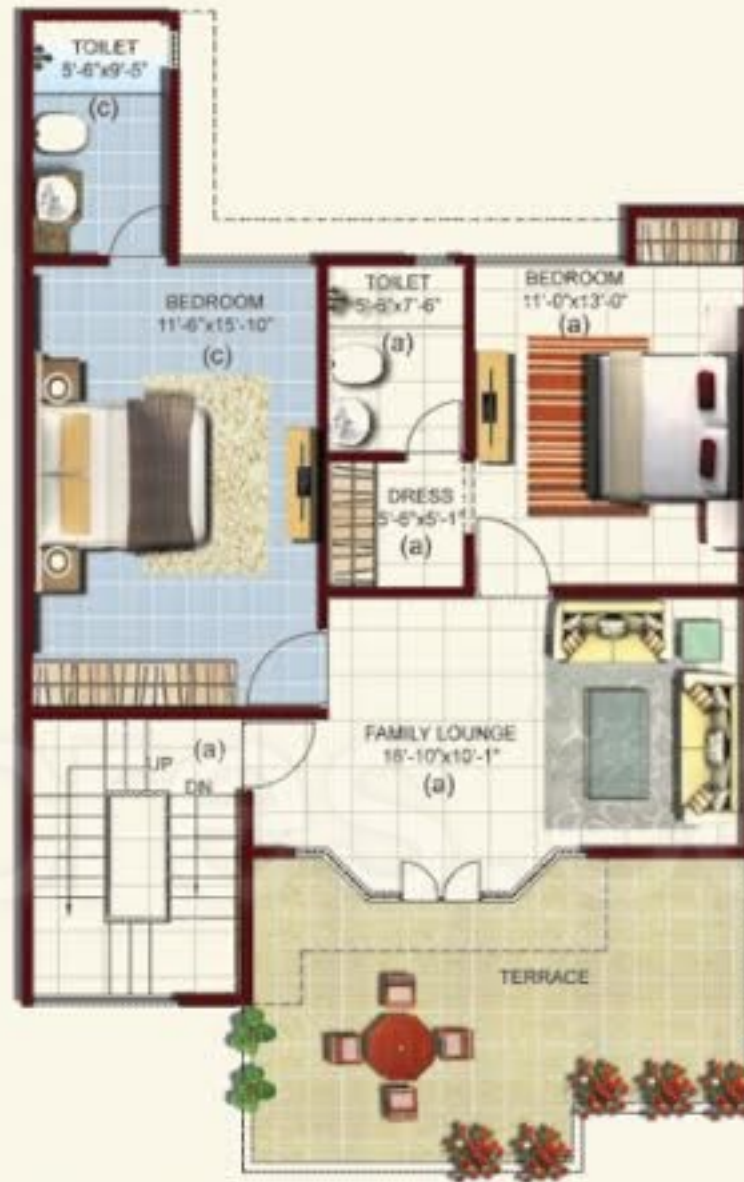 TOILET
5'-6"x9'-5"
(c)
BEDROOM
11'-6"x15'-10"
(c)
TOILET
5'-6"x7'-6"
(a)
BEDROOM
11'-0"x13'-0"
(a)
DRESS
5'-6"x5'-1"
(a)
FAMILY LOUNGE
16'-10"x10'-1"
(a)
(a)
UP
DN
TERRACE